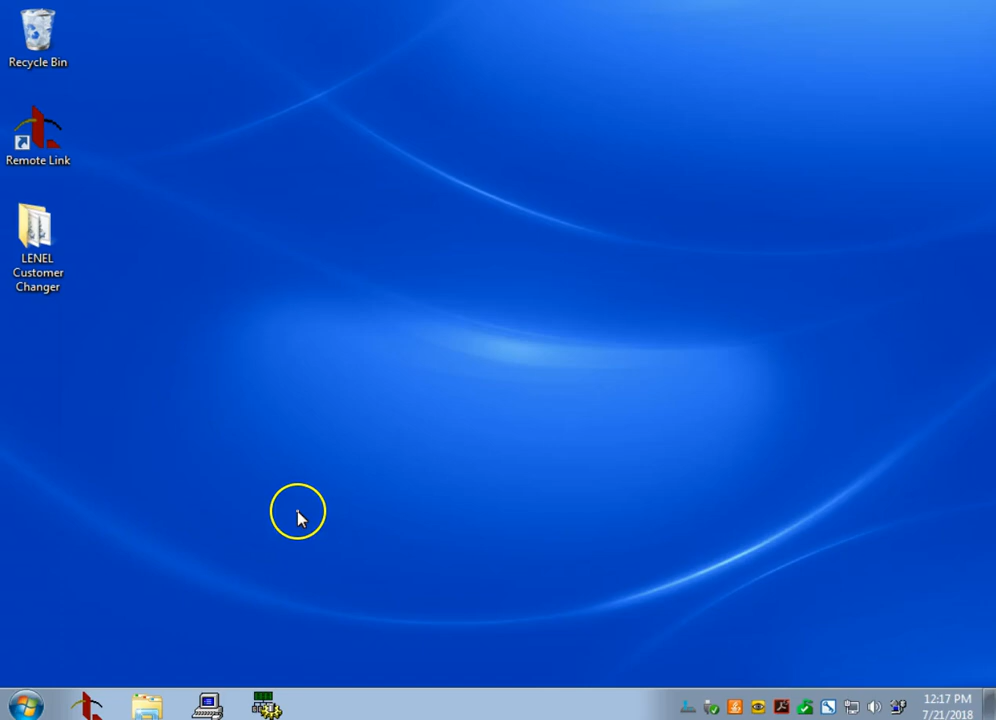 Recycle Bin
Remote Link
LENEL
Customer
Changer
12:17 PM
7/21/2018